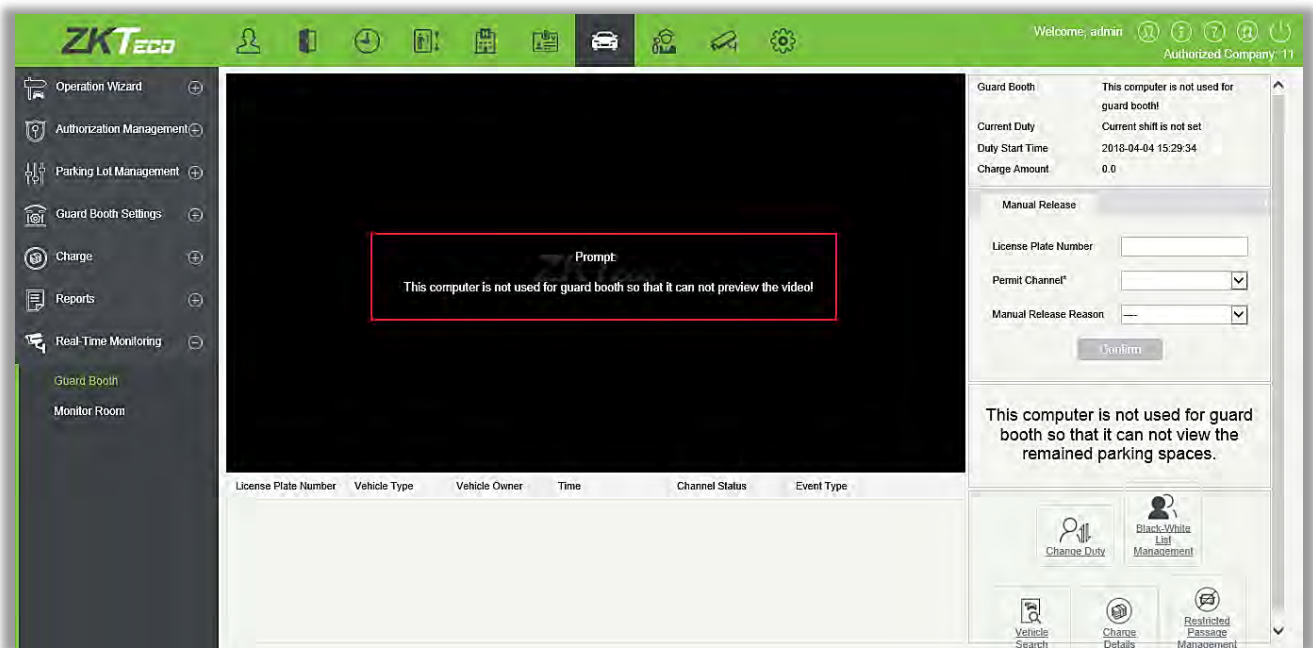 ZKTeco
Welcome, admin
Authorized Company: 11
Operation Wizard
Authorization Management
Parking Lot Management
Guard Booth Settings
Charge
Reports
Real-Time Monitoring
Guard Booth
Monitor Room
Prompt:
This computer is not used for guard booth so that it can not preview the video!
License Plate Number Vehicle Type Vehicle Owner Time Channel Status Event Type
Guard Booth This computer is not used for
guard booth!
Current Duty Current shift is not set
Duty Start Time 2018-04-04 15:29:34
Charge Amount 0.0
Manual Release
License Plate Number
Permit Channel*
Manual Release Reason ----
Confirm
This computer is not used for guard
booth so that it can not view the
remained parking spaces.
Change Duty
Black-White
List
Management
Vehicle
Search
Charge
Details
Restricted
Passage
Management